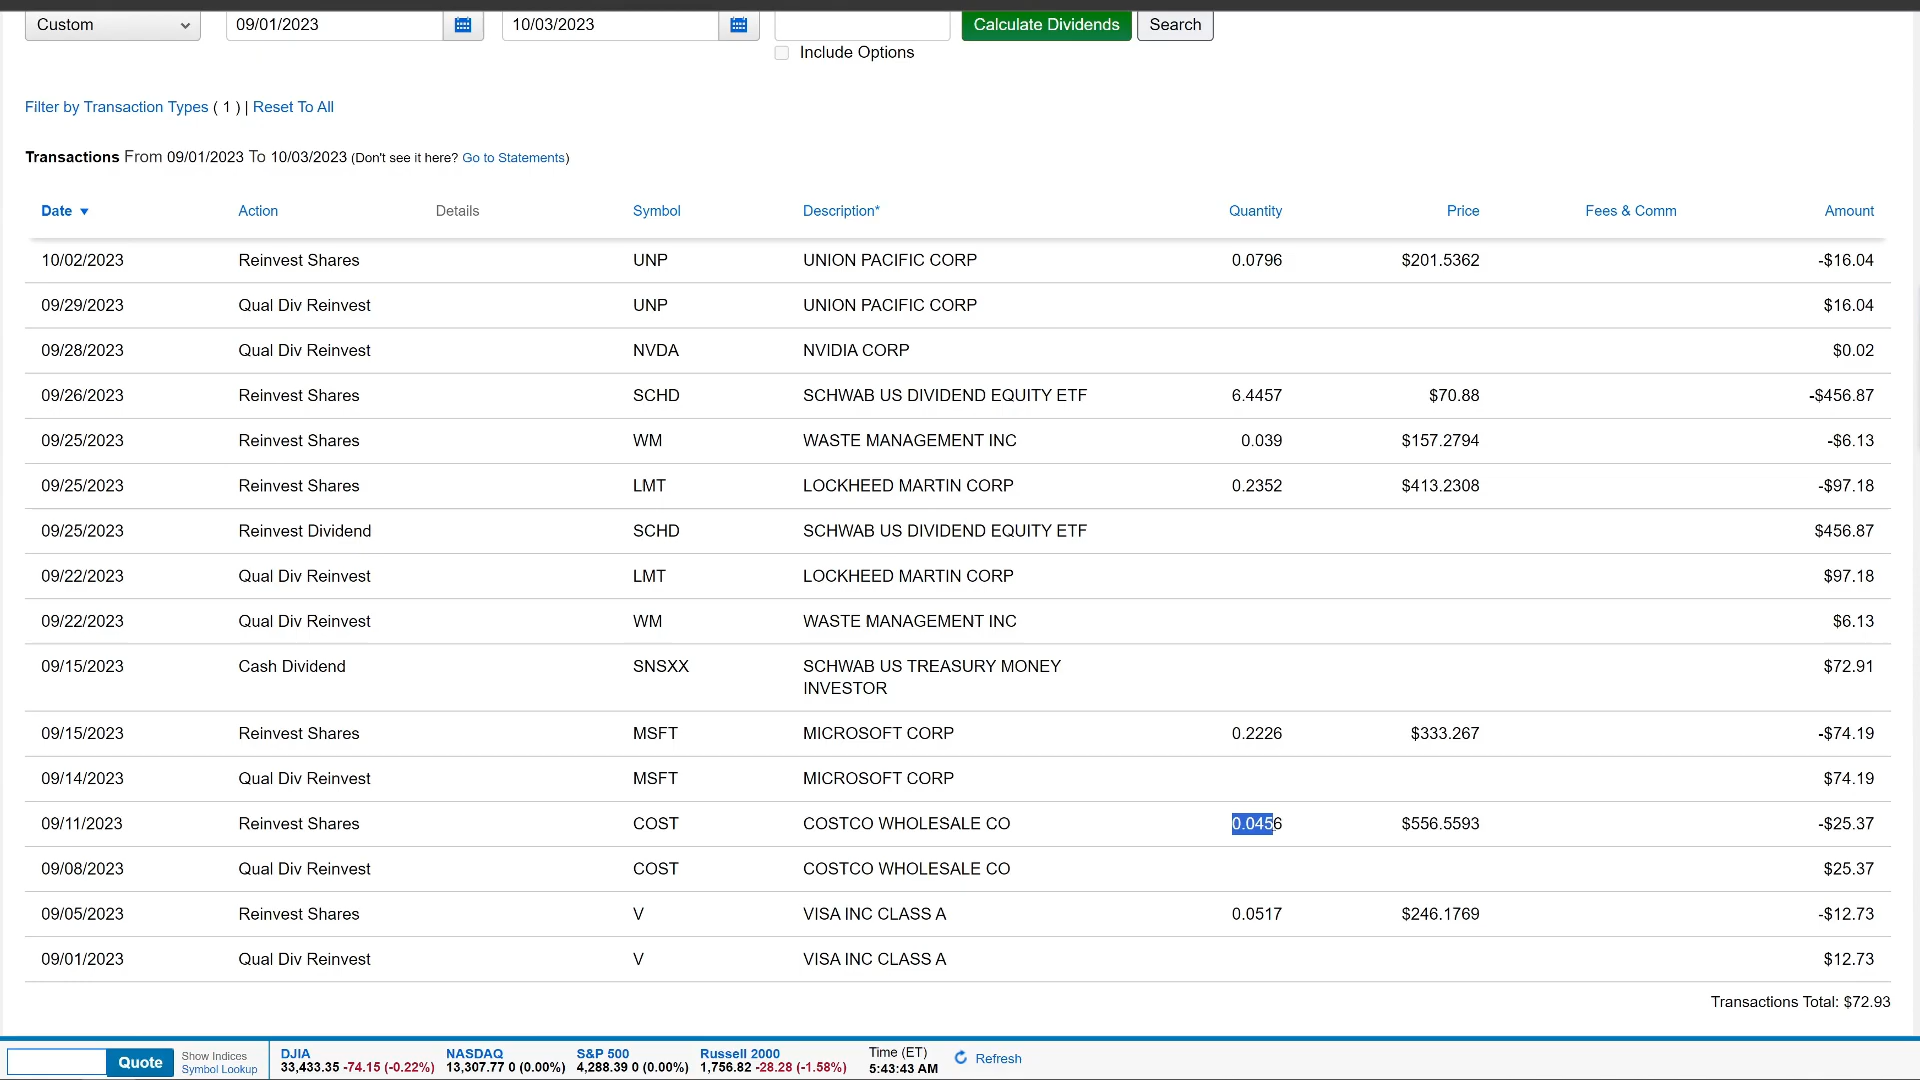 Custom 09/01/2023 10/03/2023 Calculate Dividends Search
Include Options
Filter by Transaction Types ( 1 ) | Reset To All
Transactions From 09/01/2023 To 10/03/2023 (Don't see it here? Go to Statements)
Date ▼ Action Details Symbol Description* Quantity Price Fees & Comm Amount
10/02/2023 Reinvest Shares UNP UNION PACIFIC CORP 0.0796 $201.5362 -$16.04
09/29/2023 Qual Div Reinvest UNP UNION PACIFIC CORP $16.04
09/28/2023 Qual Div Reinvest NVDA NVIDIA CORP $0.02
09/26/2023 Reinvest Shares SCHD SCHWAB US DIVIDEND EQUITY ETF 6.4457 $70.88 -$456.87
09/25/2023 Reinvest Shares WM WASTE MANAGEMENT INC 0.039 $157.2794 -$6.13
09/25/2023 Reinvest Shares LMT LOCKHEED MARTIN CORP 0.2352 $413.2308 -$97.18
09/25/2023 Reinvest Dividend SCHD SCHWAB US DIVIDEND EQUITY ETF $456.87
09/22/2023 Qual Div Reinvest LMT LOCKHEED MARTIN CORP $97.18
09/22/2023 Qual Div Reinvest WM WASTE MANAGEMENT INC $6.13
09/15/2023 Cash Dividend SNSXX SCHWAB US TREASURY MONEY $72.91
INVESTOR
09/15/2023 Reinvest Shares MSFT MICROSOFT CORP 0.2226 $333.267 -$74.19
09/14/2023 Qual Div Reinvest MSFT MICROSOFT CORP $74.19
09/11/2023 Reinvest Shares COST COSTCO WHOLESALE CO 0.0456 $556.5593 -$25.37
09/08/2023 Qual Div Reinvest COST COSTCO WHOLESALE CO $25.37
09/05/2023 Reinvest Shares V VISA INC CLASS A 0.0517 $246.1769 -$12.73
09/01/2023 Qual Div Reinvest V VISA INC CLASS A $12.73
Transactions Total: $72.93
Quote Show Indices DJIA NASDAQ S&P 500 Russell 2000 Time (ET) Refresh
Symbol Lookup 33,433.35 -74.15 (-0.22%) 13,307.77 0 (0.00%) 4,288.39 0 (0.00%) 1,756.82 -28.28 (-1.58%) 5:43:43 AM